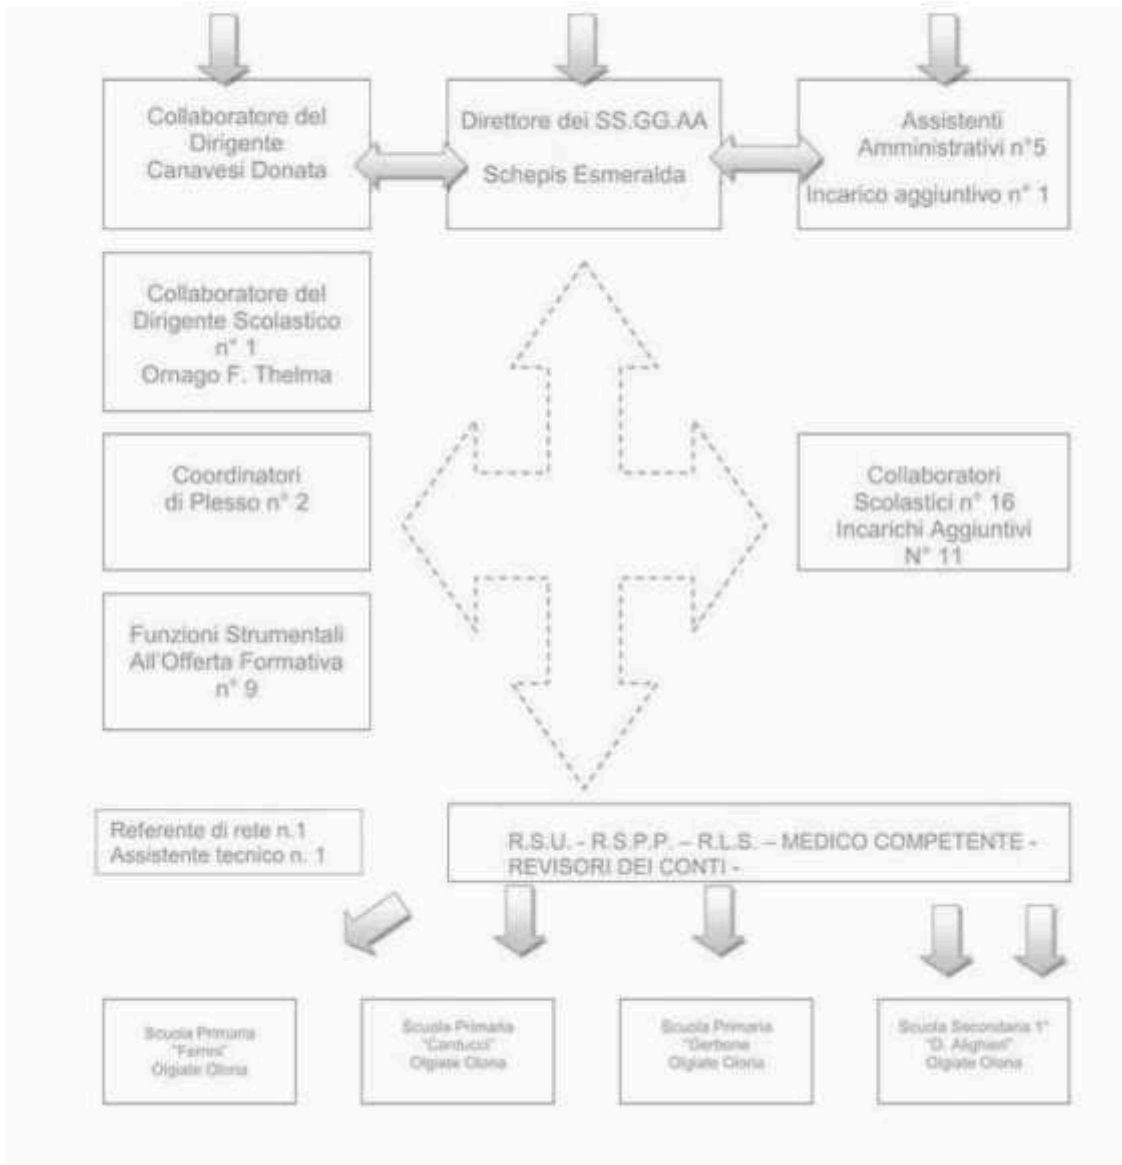 Collaboratore del
Dirigente
Canavesi Donata
Direttore dei SS.GG.AA
Schepis Esmeralda
Assistenti
Amministrativi n°5
Incarico aggiuntivo n° 1
Collaboratore del
Dirigente Scolastico
n° 1
Ornago F. Thelma
Coordinatori
di Plesso n° 2
Collaboratori
Scolastici n° 16
Incarichi Aggiuntivi
N° 11
Funzioni Strumentali
All'Offerta Formativa
n° 9
Referente di rete n.1
Assistente tecnico n. 1
R.S.U. - R.S.P.P. – R.L.S. – MEDICO COMPETENTE -
REVISORI DEI CONTI -
Scuola Primaria
"Ferrini"
Olgiate Olona
Scuola Primaria
"Carducci"
Olgiate Olona
Scuola Primaria
"Gerbone"
Olgiate Olona
Scuola Secondaria 1°
"D. Alighieri"
Olgiate Olona